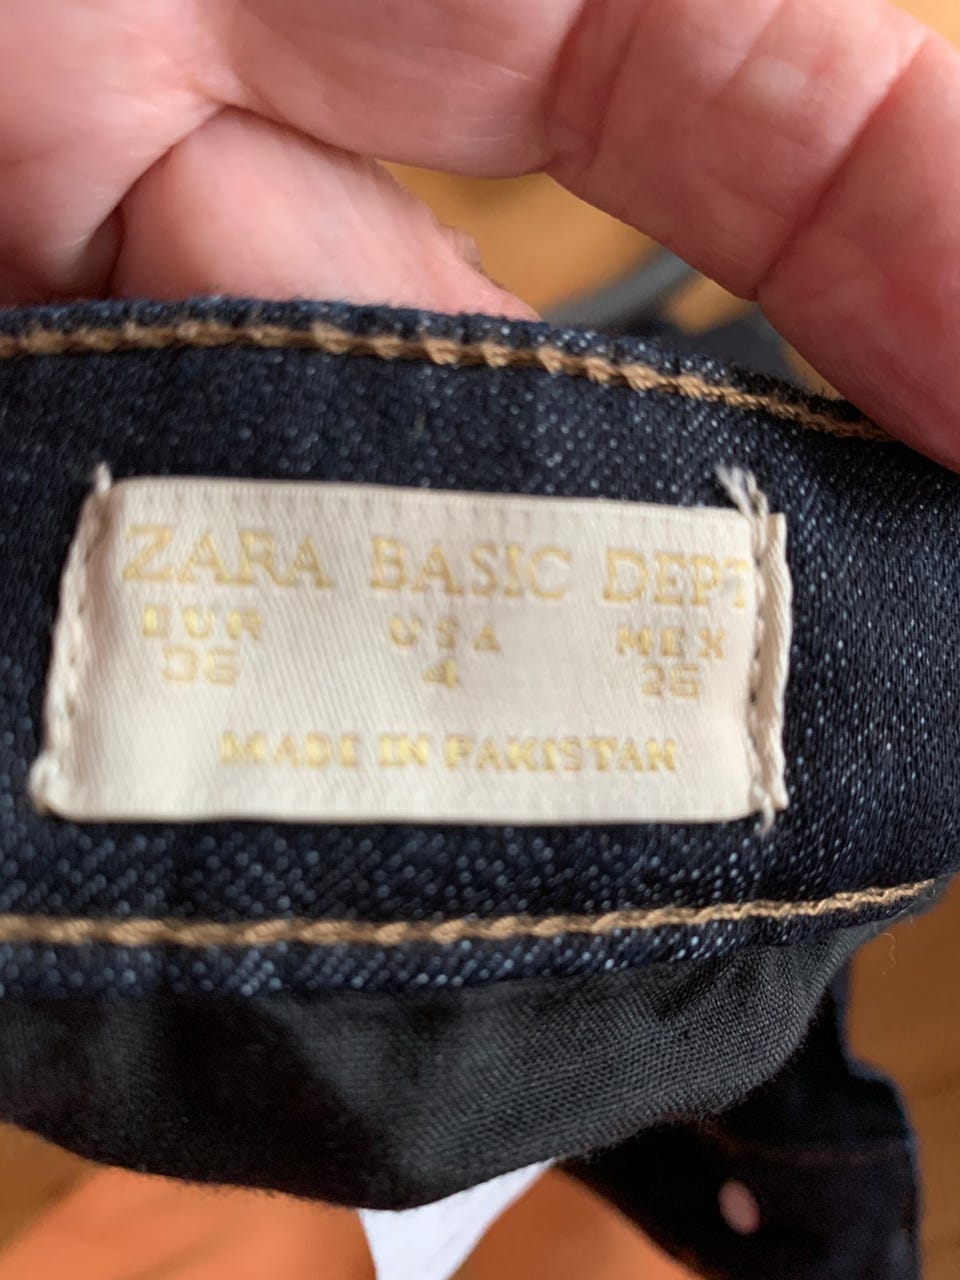 ZARA BASIC DEPT
EUR USA MEX
36 4 26
MADE IN PAKISTAN